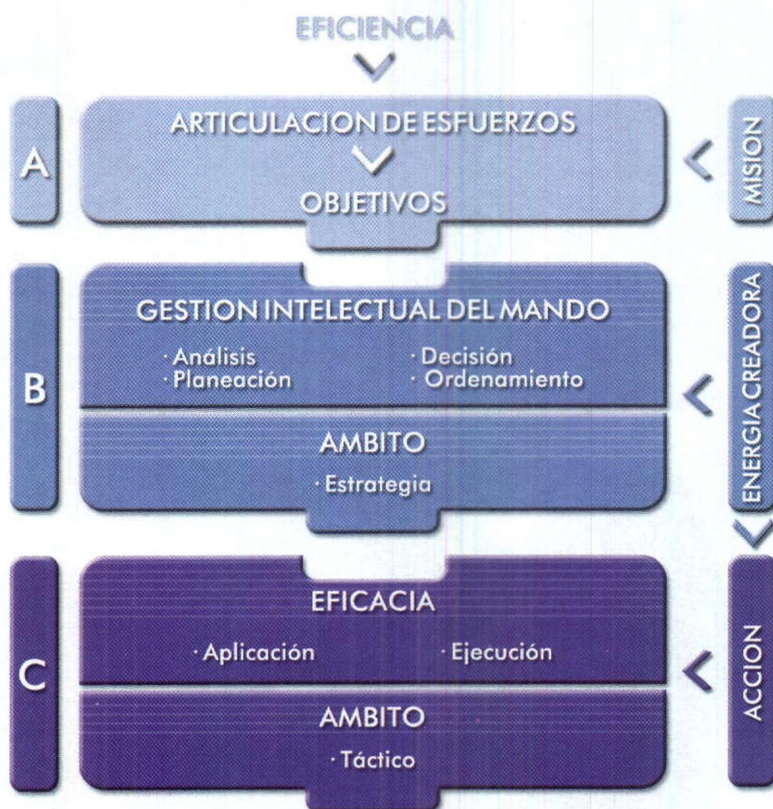 EFICIENCIA
A
ARTICULACION DE ESFUERZOS
OBJETIVOS
MISION
B
GESTION INTELECTUAL DEL MANDO
· Análisis · Decisión
· Planeación · Ordenamiento
AMBITO
· Estrategia
ENERGIA CREADORA
C
EFICACIA
· Aplicación · Ejecución
AMBITO
· Táctico
ACCION